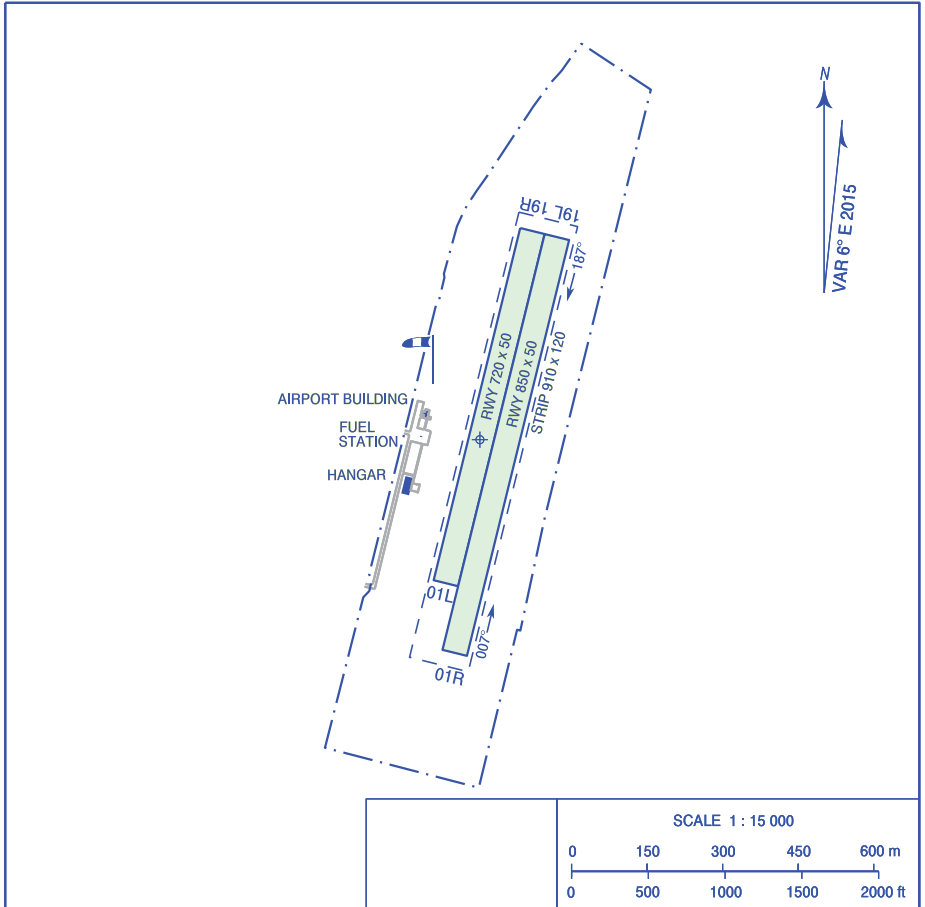 N
VAR 6° E 2015
19R
19L
187°
RWY 720 x 50
RWY 850 x 50
STRIP 910 x 120
AIRPORT BUILDING
FUEL
STATION
HANGAR
01L
007°
01R
SCALE 1 : 15 000
0 150 300 450 600 m
0 500 1000 1500 2000 ft